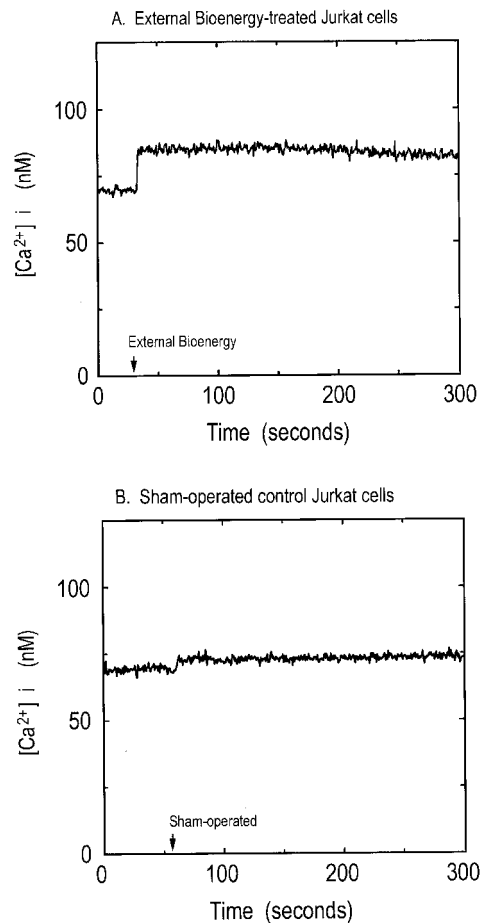 A. External Bioenergy-treated Jurkat cells
100
50
0
[Ca2+] i (nM)
External Bioenergy
0 100 200 300
Time (seconds)
B. Sham-operated control Jurkat cells
100
50
0
[Ca2+] i (nM)
Sham-operated
0 100 200 300
Time (seconds)